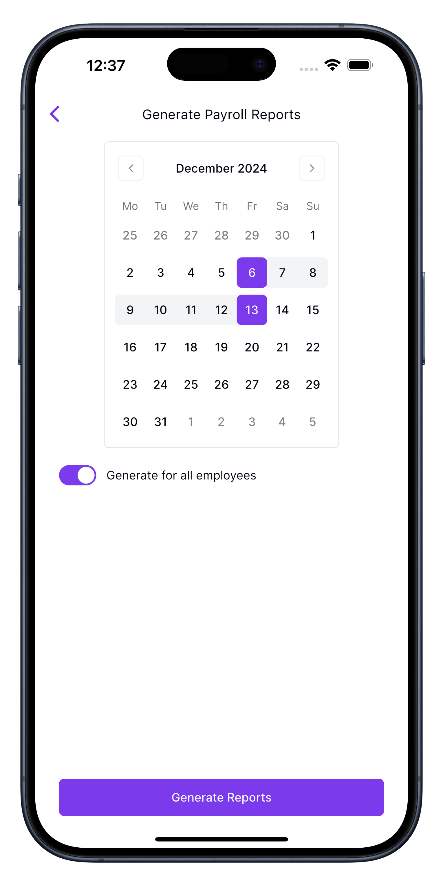 12:37
Generate Payroll Reports
December 2024
Mo Tu We Th Fr Sa Su
25 26 27 28 29 30 1
2 3 4 5 6 7 8
9 10 11 12 13 14 15
16 17 18 19 20 21 22
23 24 25 26 27 28 29
30 31 1 2 3 4 5
Generate for all employees
Generate Reports